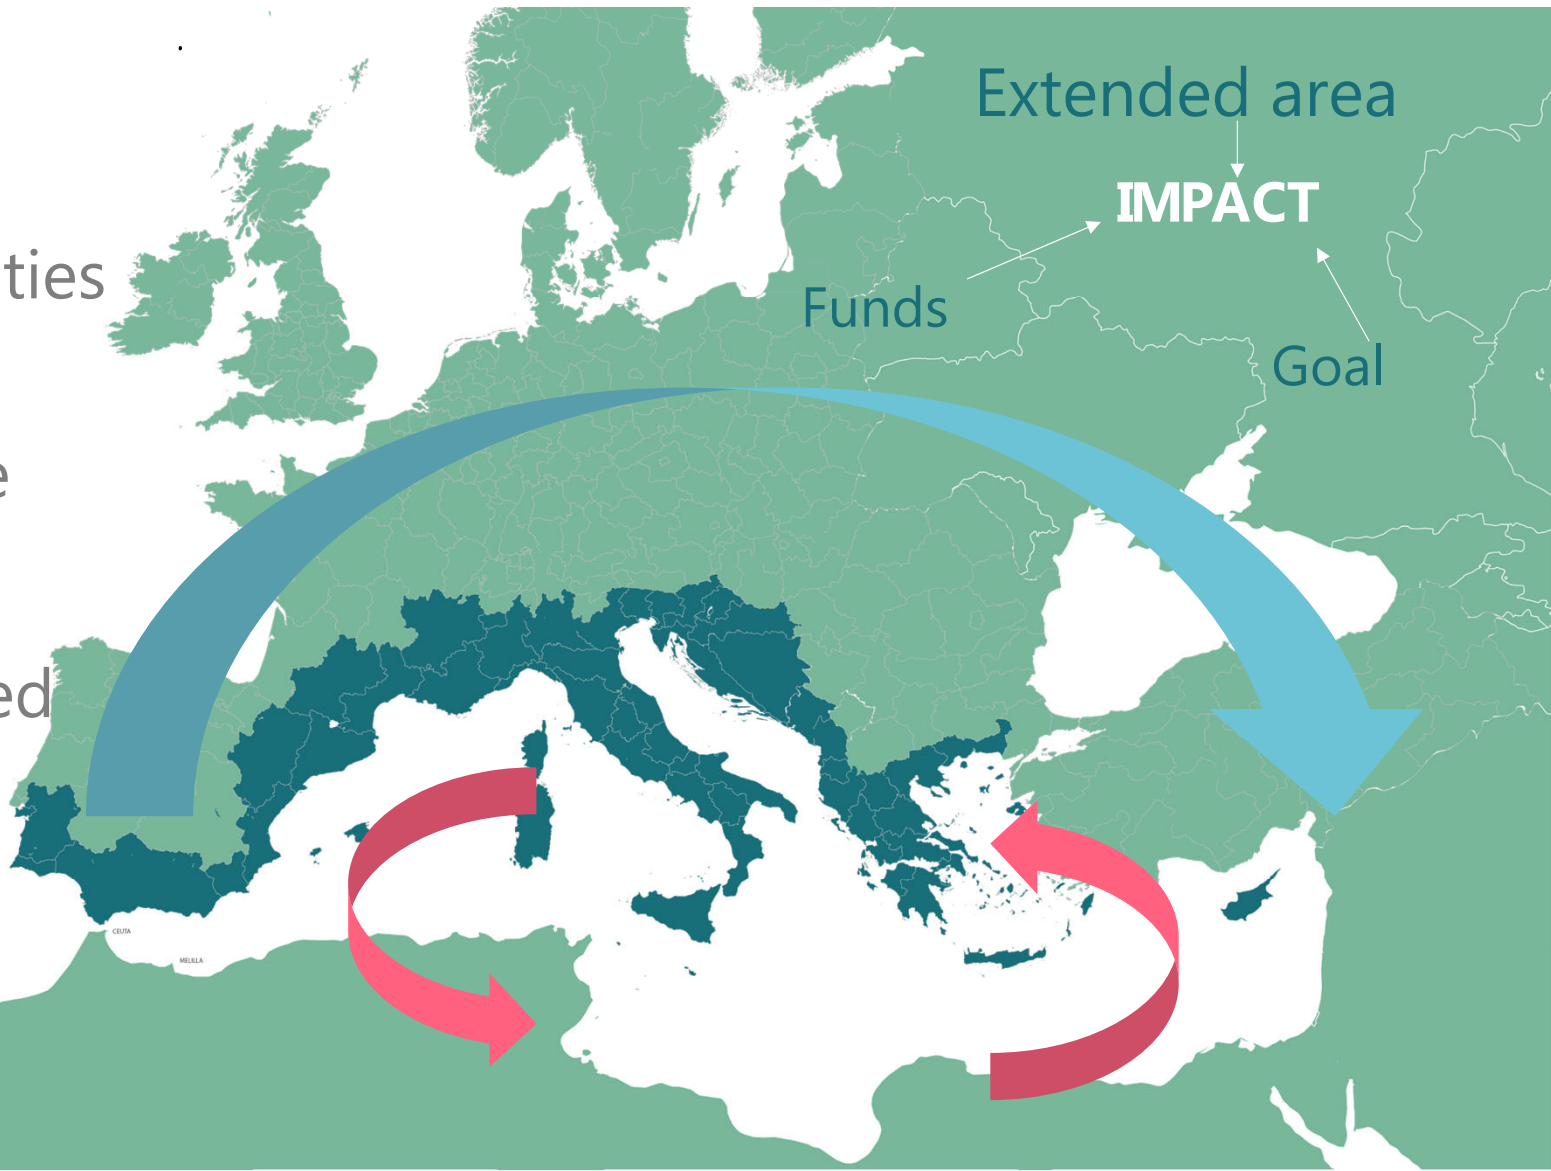 Extended area
IMPACT
ties
Funds
Goal
e
ed
CEUTA
MELILLA